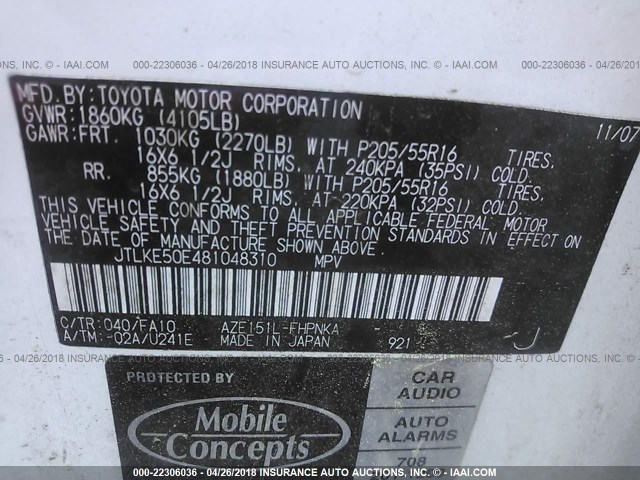 000-22306036 - 04/26/2018 INSURANCE AUTO AUCTIONS, INC. - © - IAAI.COM
MFD.BY: TOYOTA MOTOR CORPORATION 11/07
GVWR: 1860KG (4105LB)
GAWR: FRT. 1030KG (2270LB) WITH P205/55R16 TIRES,
16X6 1/2J RIMS, AT 240KPA (35PSI) COLD.
RR. 855KG (1880LB) WITH P205/55R16 TIRES,
16X6 1/2J RIMS, AT 220KPA (32PSI) COLD.
THIS VEHICLE CONFORMS TO ALL APPLICABLE FEDERAL MOTOR
VEHICLE SAFETY AND THEFT PREVENTION STANDARDS IN EFFECT ON
THE DATE OF MANUFACTURE SHOWN ABOVE.
JTLKE50E481048310 MPV
C/TR: 040/FA10 AZE151L-FHPNKA
A/TM: -02A/U241E MADE IN JAPAN 921 J
PROTECTED BY
Mobile
Concepts
CAR
AUDIO
AUTO
ALARMS
708
000-22306036 - 04/26/2018 INSURANCE AUTO AUCTIONS, INC. - © - IAAI.COM